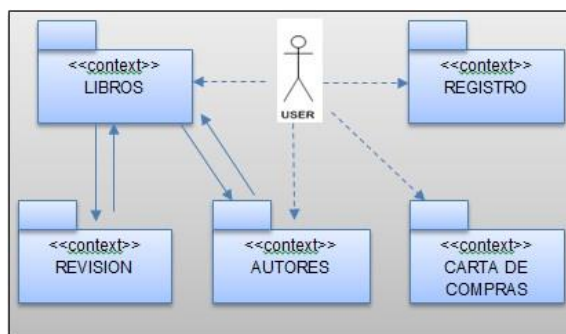 <<context>>
LIBROS
USER
<<context>>
REGISTRO
<<context>>
REVISION
<<context>>
AUTORES
<<context>>
CARTA DE
COMPRAS